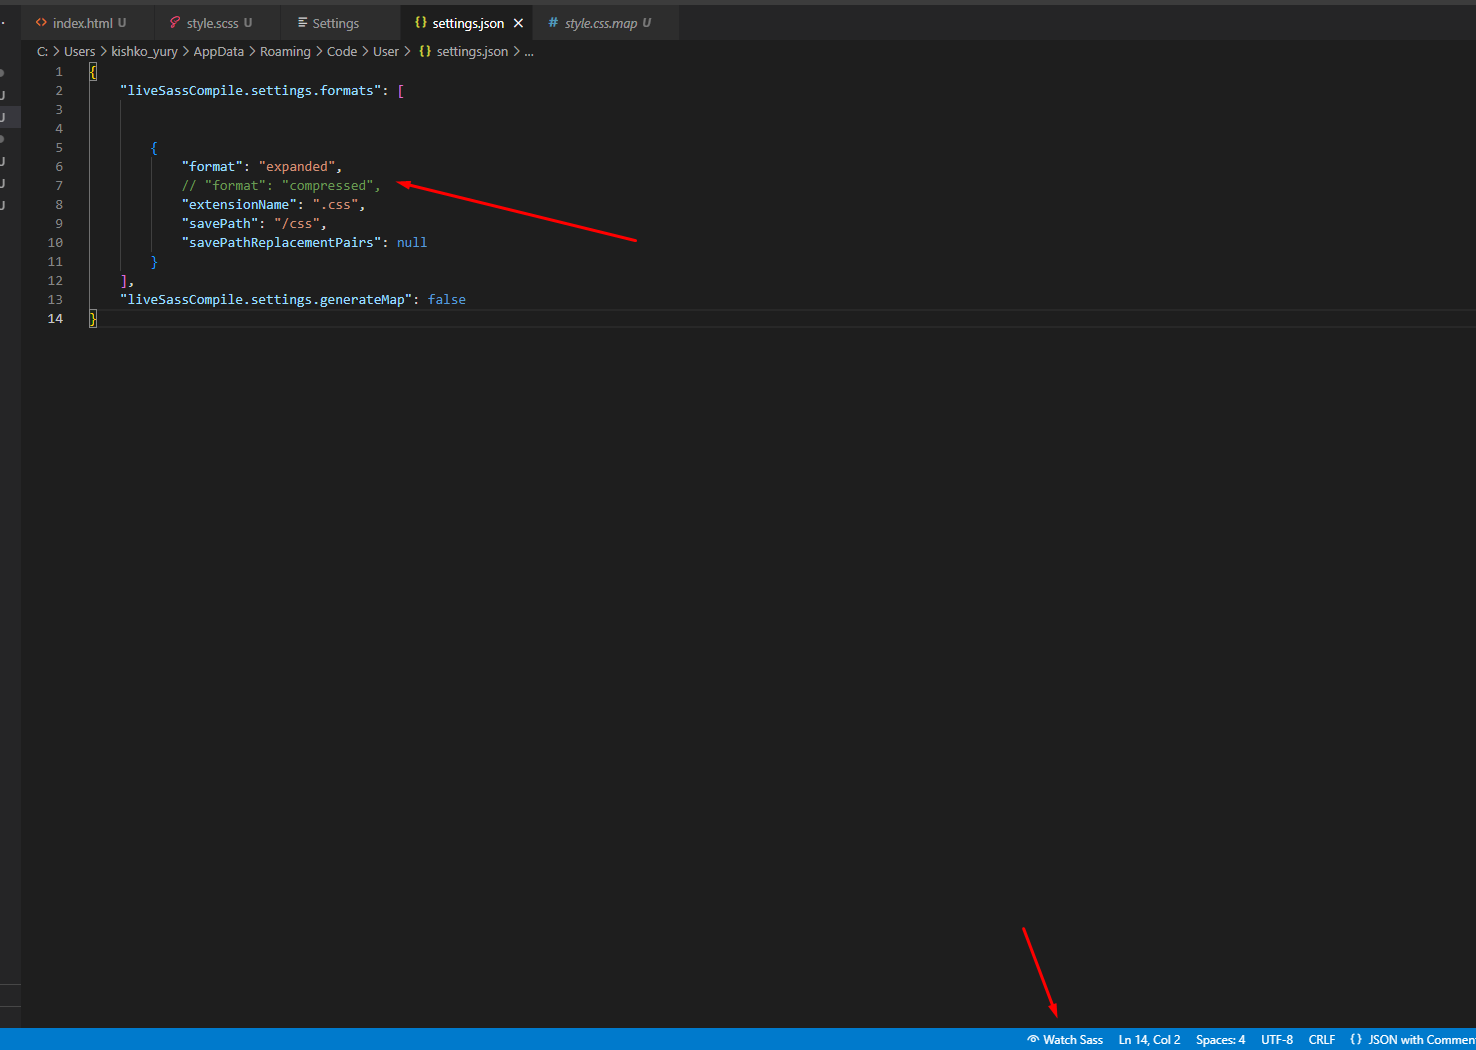 index.html U style.scss U Settings {} settings.json × # style.css.map U
C: > Users > kishko_yury > AppData > Roaming > Code > User > {} settings.json > ...
1 {
2 "liveSassCompile.settings.formats": [
3
4
5 {
6 "format": "expanded",
7 // "format": "compressed",
8 "extensionName": ".css",
9 "savePath": "/css",
10 "savePathReplacementPairs": null
11 }
12 ],
13 "liveSassCompile.settings.generateMap": false
14 }
Watch Sass Ln 14, Col 2 Spaces: 4 UTF-8 CRLF {} JSON with Commen